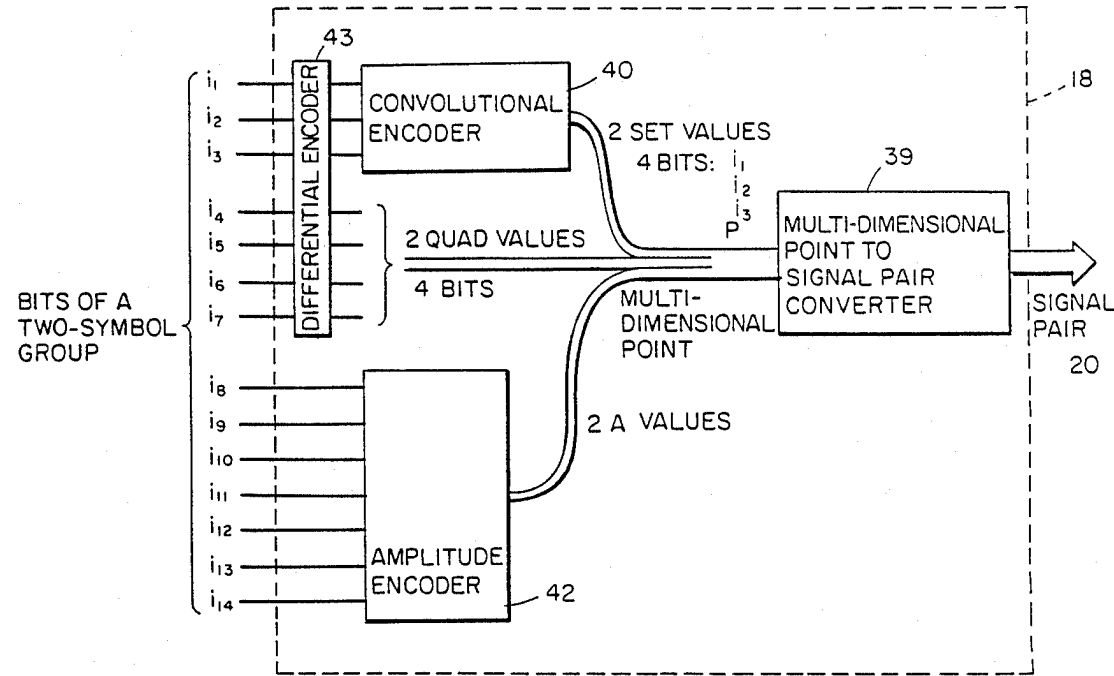 43
i1
i2
i3
i4
i5
i6
i7
DIFFERENTIAL ENCODER
CONVOLUTIONAL
ENCODER
40
2 SET VALUES
4 BITS: i1
i2
i3
P
18
39
2 QUAD VALUES
4 BITS
MULTI-
DIMENSIONAL
POINT
MULTI-DIMENSIONAL
POINT TO
SIGNAL PAIR
CONVERTER
SIGNAL
PAIR
20
BITS OF A
TWO-SYMBOL
GROUP
i8
i9
i10
i11
i12
i13
i14
AMPLITUDE
ENCODER
42
2 A VALUES